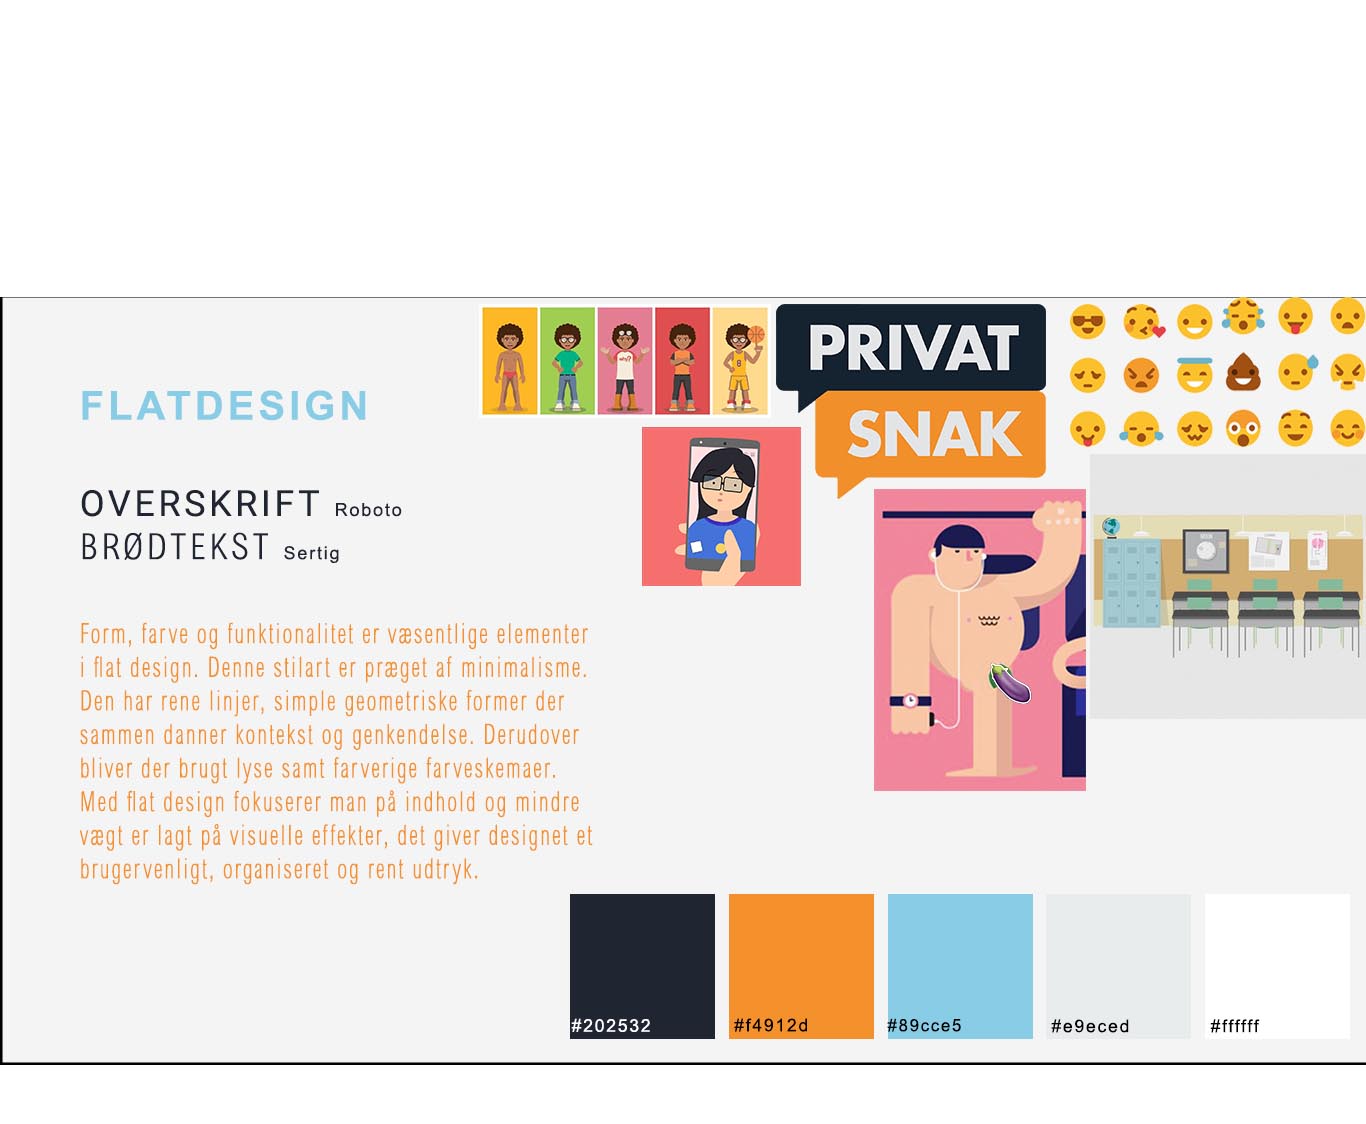 FLATDESIGN
OVERSKRIFT Roboto
BRØDTEKST Sertig
Form, farve og funktionalitet er væsentlige elementer
i flat design. Denne stilart er præget af minimalisme.
Den har rene linjer, simple geometriske former der
sammen danner kontekst og genkendelse. Derudover
bliver der brugt lyse samt farverige farveskemaer.
Med flat design fokuserer man på indhold og mindre
vægt er lagt på visuelle effekter, det giver designet et
brugervenligt, organiseret og rent udtryk.
PRIVAT
SNAK
#202532
#f4912d
#89cce5
#e9eced
#ffffff